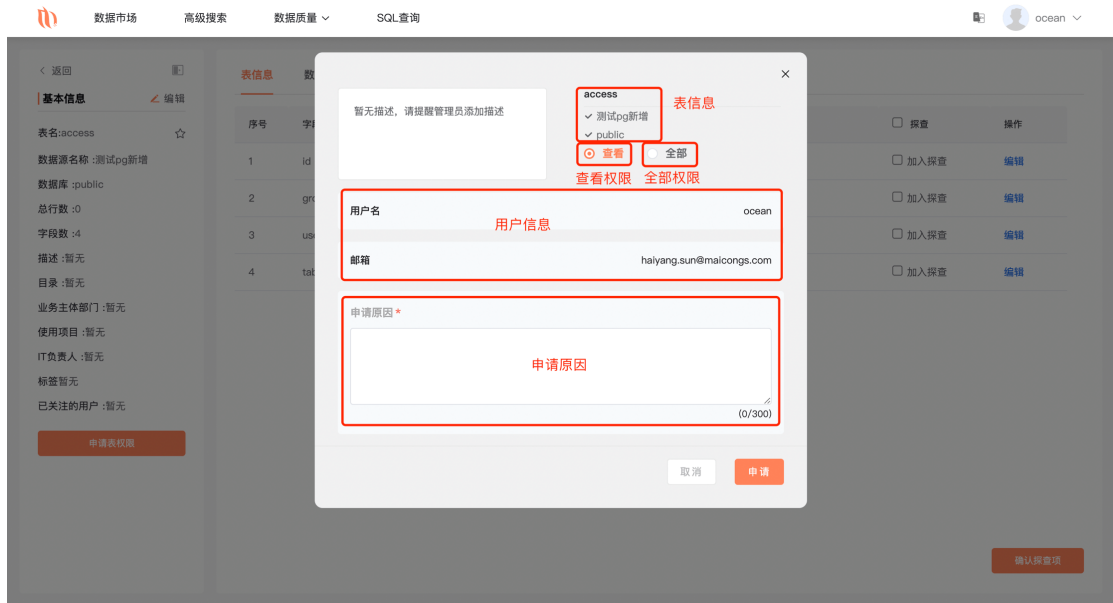 数据市场 高级搜索 数据质量 SQL查询 ocean
返回
基本信息 编辑
表名:access
数据源名称 :测试pg新增
数据库 :public
总行数 :0
字段数 :4
描述 :暂无
目录 :暂无
业务主体部门 :暂无
使用项目 :暂无
IT负责人 :暂无
标签暂无
已关注的用户 :暂无
申请表权限
表信息 数
序号 字 探查 操作
1 id 加入探查 编辑
2 gro 加入探查 编辑
3 use 加入探查 编辑
4 tab 加入探查 编辑
确认探查项
暂无描述，请提醒管理员添加描述
access
测试pg新增
public
表信息
查看 全部
查看权限 全部权限
用户名 ocean
用户信息
邮箱 haiyang.sun@maicongs.com
申请原因 *
申请原因
(0/300)
取消 申请